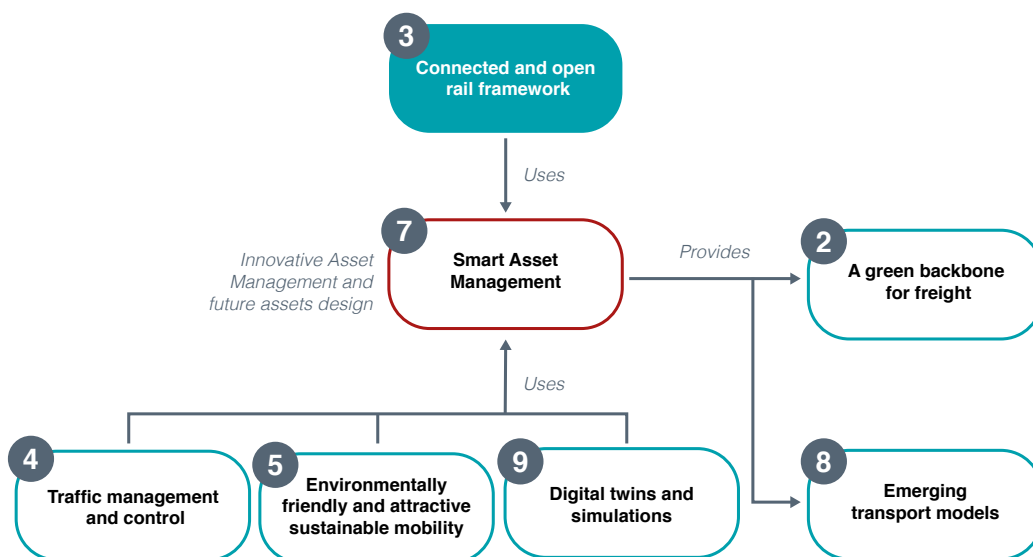 3
Connected and open
rail framework
Uses
7
Smart Asset
Management
Innovative Asset
Management and
future assets design
Provides
2
A green backbone
for freight
Uses
4
Traffic management
and control
5
Environmentally
friendly and attractive
sustainable mobility
9
Digital twins and
simulations
8
Emerging
transport models